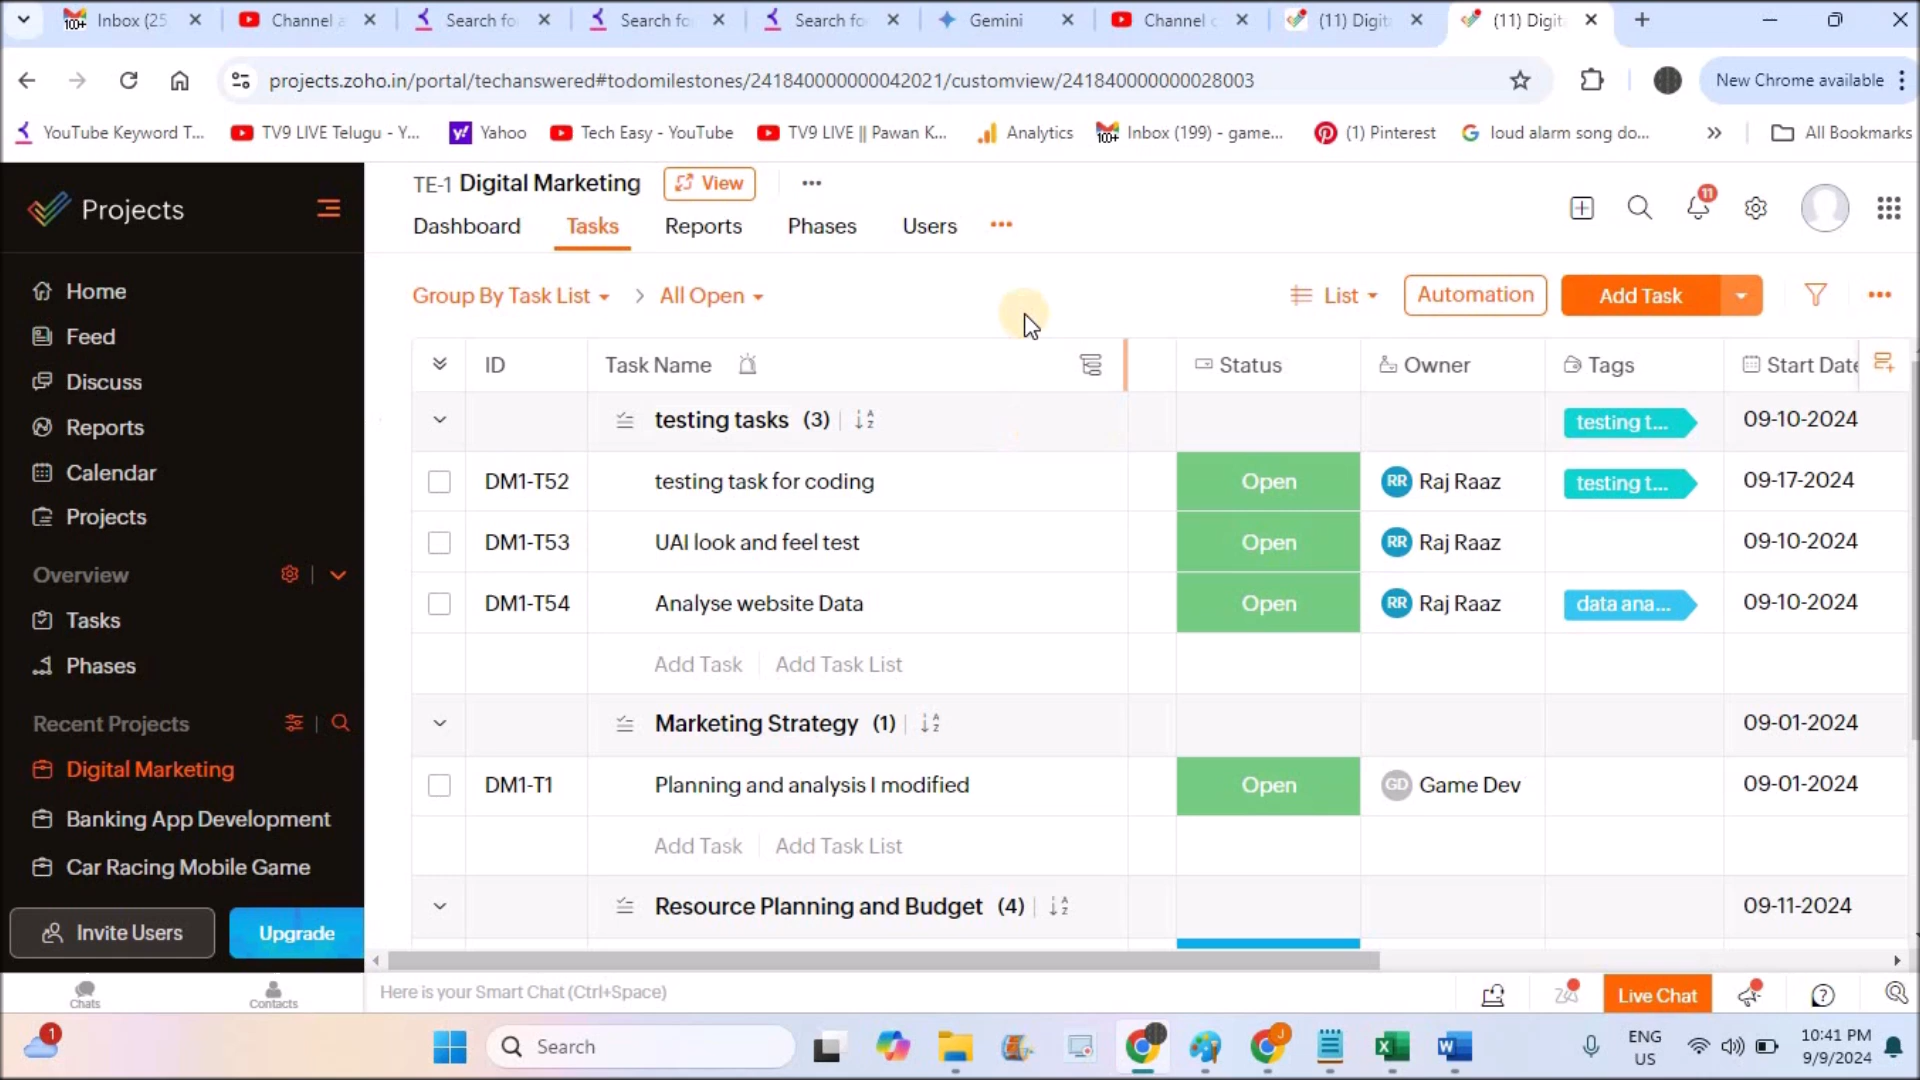 100+ Inbox (25 Channel a Search fo Search fo Search fo Gemini Channel c (11) Digit (11) Digit
projects.zoho.in/portal/techanswered#todomilestones/241840000000042021/customview/241840000000028003 New Chrome available
YouTube Keyword T... TV9 LIVE Telugu - Y... Yahoo Tech Easy - YouTube TV9 LIVE || Pawan K... Analytics 100+ Inbox (199) - game... (1) Pinterest loud alarm song do... » All Bookmarks
Projects
TE-1 Digital Marketing View
11
Dashboard Tasks Reports Phases Users
Home
Feed
Discuss
Reports
Calendar
Projects
Overview
Tasks
Phases
Recent Projects
Digital Marketing
Banking App Development
Car Racing Mobile Game
Invite Users Upgrade
Group By Task List > All Open List Automation Add Task
ID Task Name Status Owner Tags Start Date
testing tasks (3) testing t... 09-10-2024
DM1-T52 testing task for coding Open RR Raj Raaz testing t... 09-17-2024
DM1-T53 UAI look and feel test Open RR Raj Raaz 09-10-2024
DM1-T54 Analyse website Data Open RR Raj Raaz data ana... 09-10-2024
Add Task Add Task List
Marketing Strategy (1) 09-01-2024
DM1-T1 Planning and analysis I modified Open GD Game Dev 09-01-2024
Add Task Add Task List
Resource Planning and Budget (4) 09-11-2024
Chats Contacts Here is your Smart Chat (Ctrl+Space) Live Chat
1 Search ENG US 10:41 PM
9/9/2024